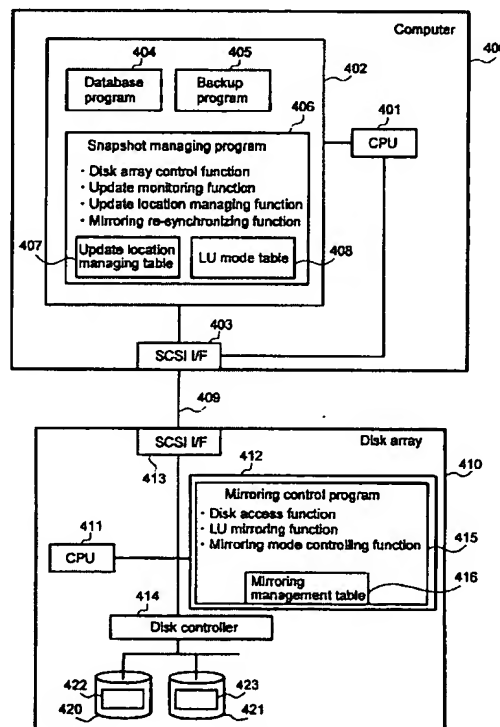 Computer
400
402
404
405
Database
program
Backup
program
406
401
CPU
Snapshot managing program
・Disk array control function
・Update monitoring function
・Update location managing function
・Mirroring re-synchronizing function
407
Update location
managing table
LU mode table
408
403
SCSI I/F
409
SCSI I/F
413
Disk array
410
412
Mirroring control program
・Disk access function
・LU mirroring function
・Mirroring mode controlling function
415
411
CPU
Mirroring
management table
416
414
Disk controller
422
423
420
421